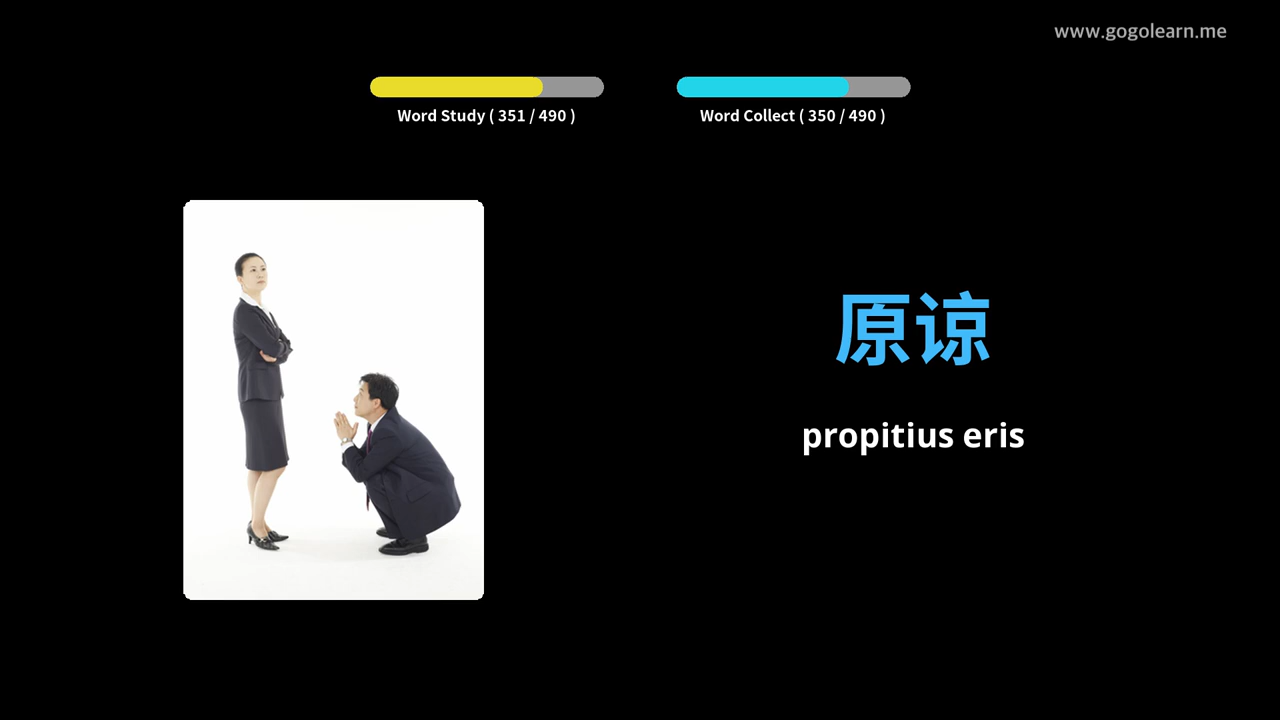 www.gogolearn.me
Word Study ( 351 / 490 )
Word Collect ( 350 / 490 )
原谅
propitius eris